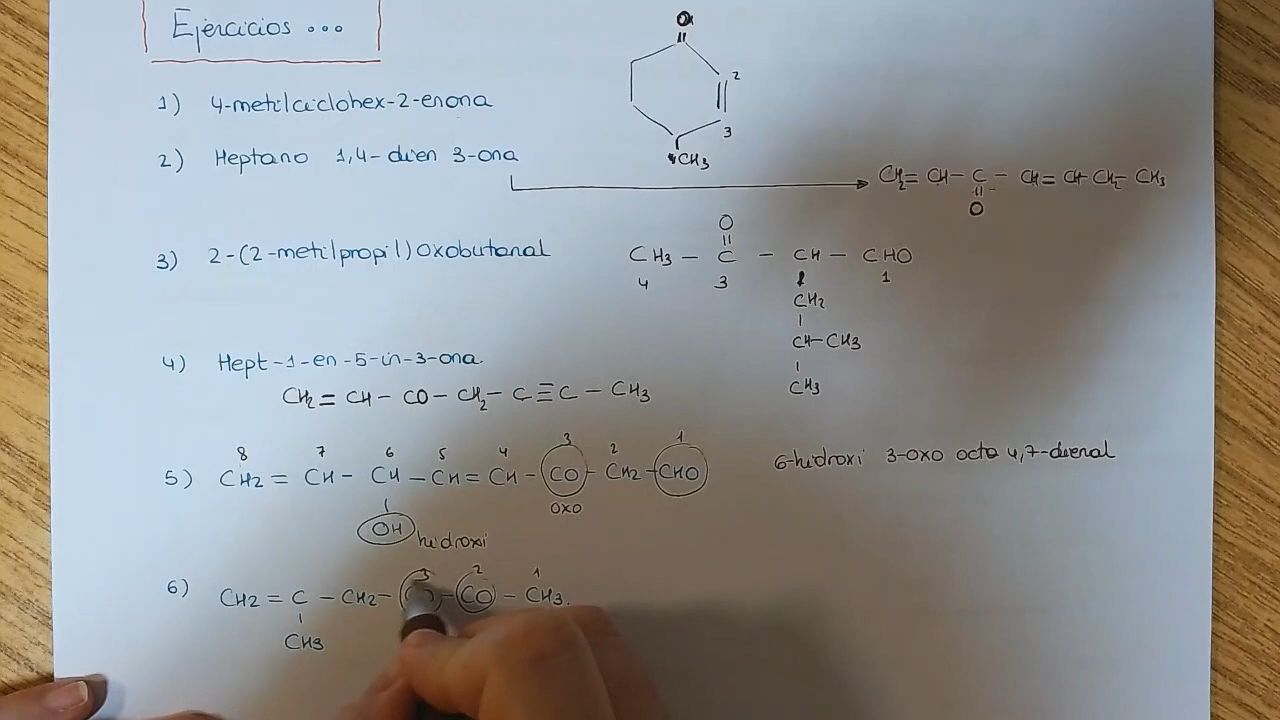 Ejercicios ...
O
2
3
CH3
1) 4-metilciclohex-2-enona
2) Heptano 1,4-dien 3-ona
CH2= CH- C - CH=CH-CH2- CH3
O
3) 2-(2-metilpropil) oxobutanal
O
CH3 - C - CH - CHO
4 3 1
CH2
CH-CH3
CH3
4) Hept-1-en-5-in-3-ona.
CH2=CH-CO-CH2-C≡C-CH3
8 7 6 5 4 3 2 1
5) CH2 = CH - CH - CH = CH - CO - CH2 - CHO
6-hidroxi 3-oxo octa 4,7-dienal
OH hidroxi
oxo
3 2 1
6) CH2 = C - CH2 - CO - CH3.
CH3